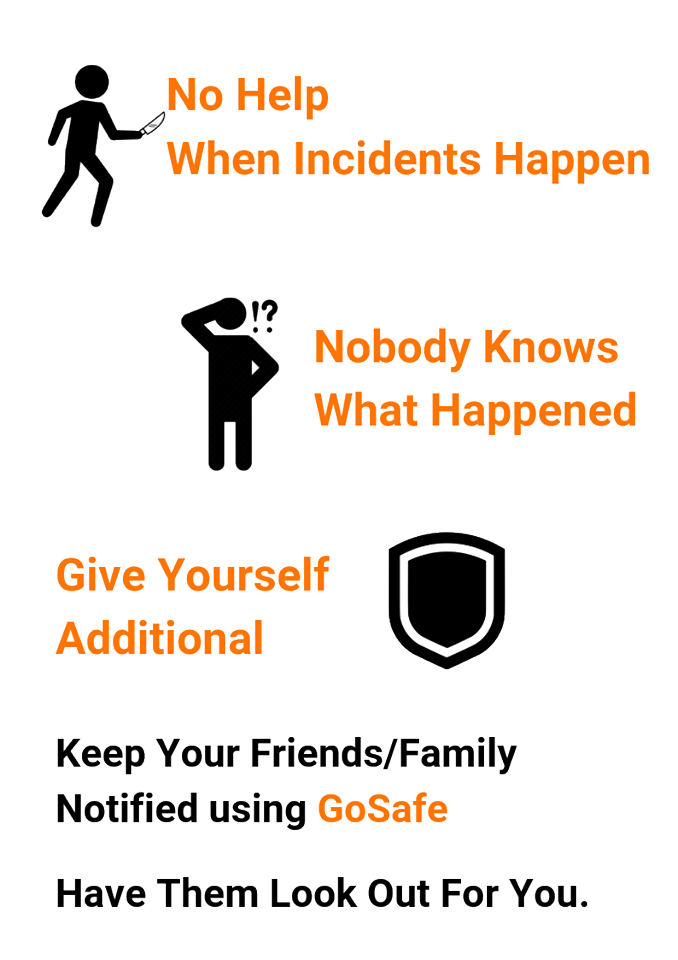 No Help
When Incidents Happen
!?
Nobody Knows
What Happened
Give Yourself
Additional
Keep Your Friends/Family
Notified using GoSafe
Have Them Look Out For You.